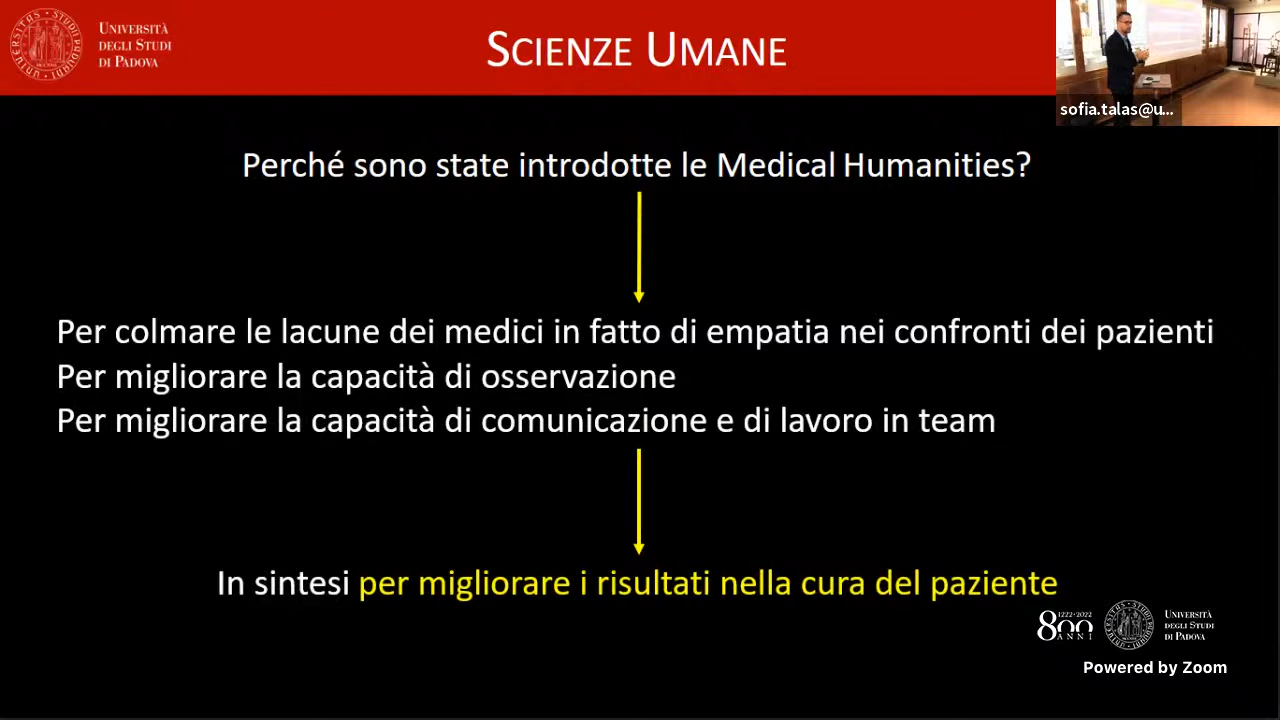 UNIVERSITÀ
DEGLI STUDI
DI PADOVA
SCIENZE UMANE
sofia.talas@u...
Perché sono state introdotte le Medical Humanities?
Per colmare le lacune dei medici in fatto di empatia nei confronti dei pazienti
Per migliorare la capacità di osservazione
Per migliorare la capacità di comunicazione e di lavoro in team
In sintesi per migliorare i risultati nella cura del paziente
1222-2022
800
ANNI
UNIVERSITÀ
DEGLI STUDI
DI PADOVA
Powered by Zoom